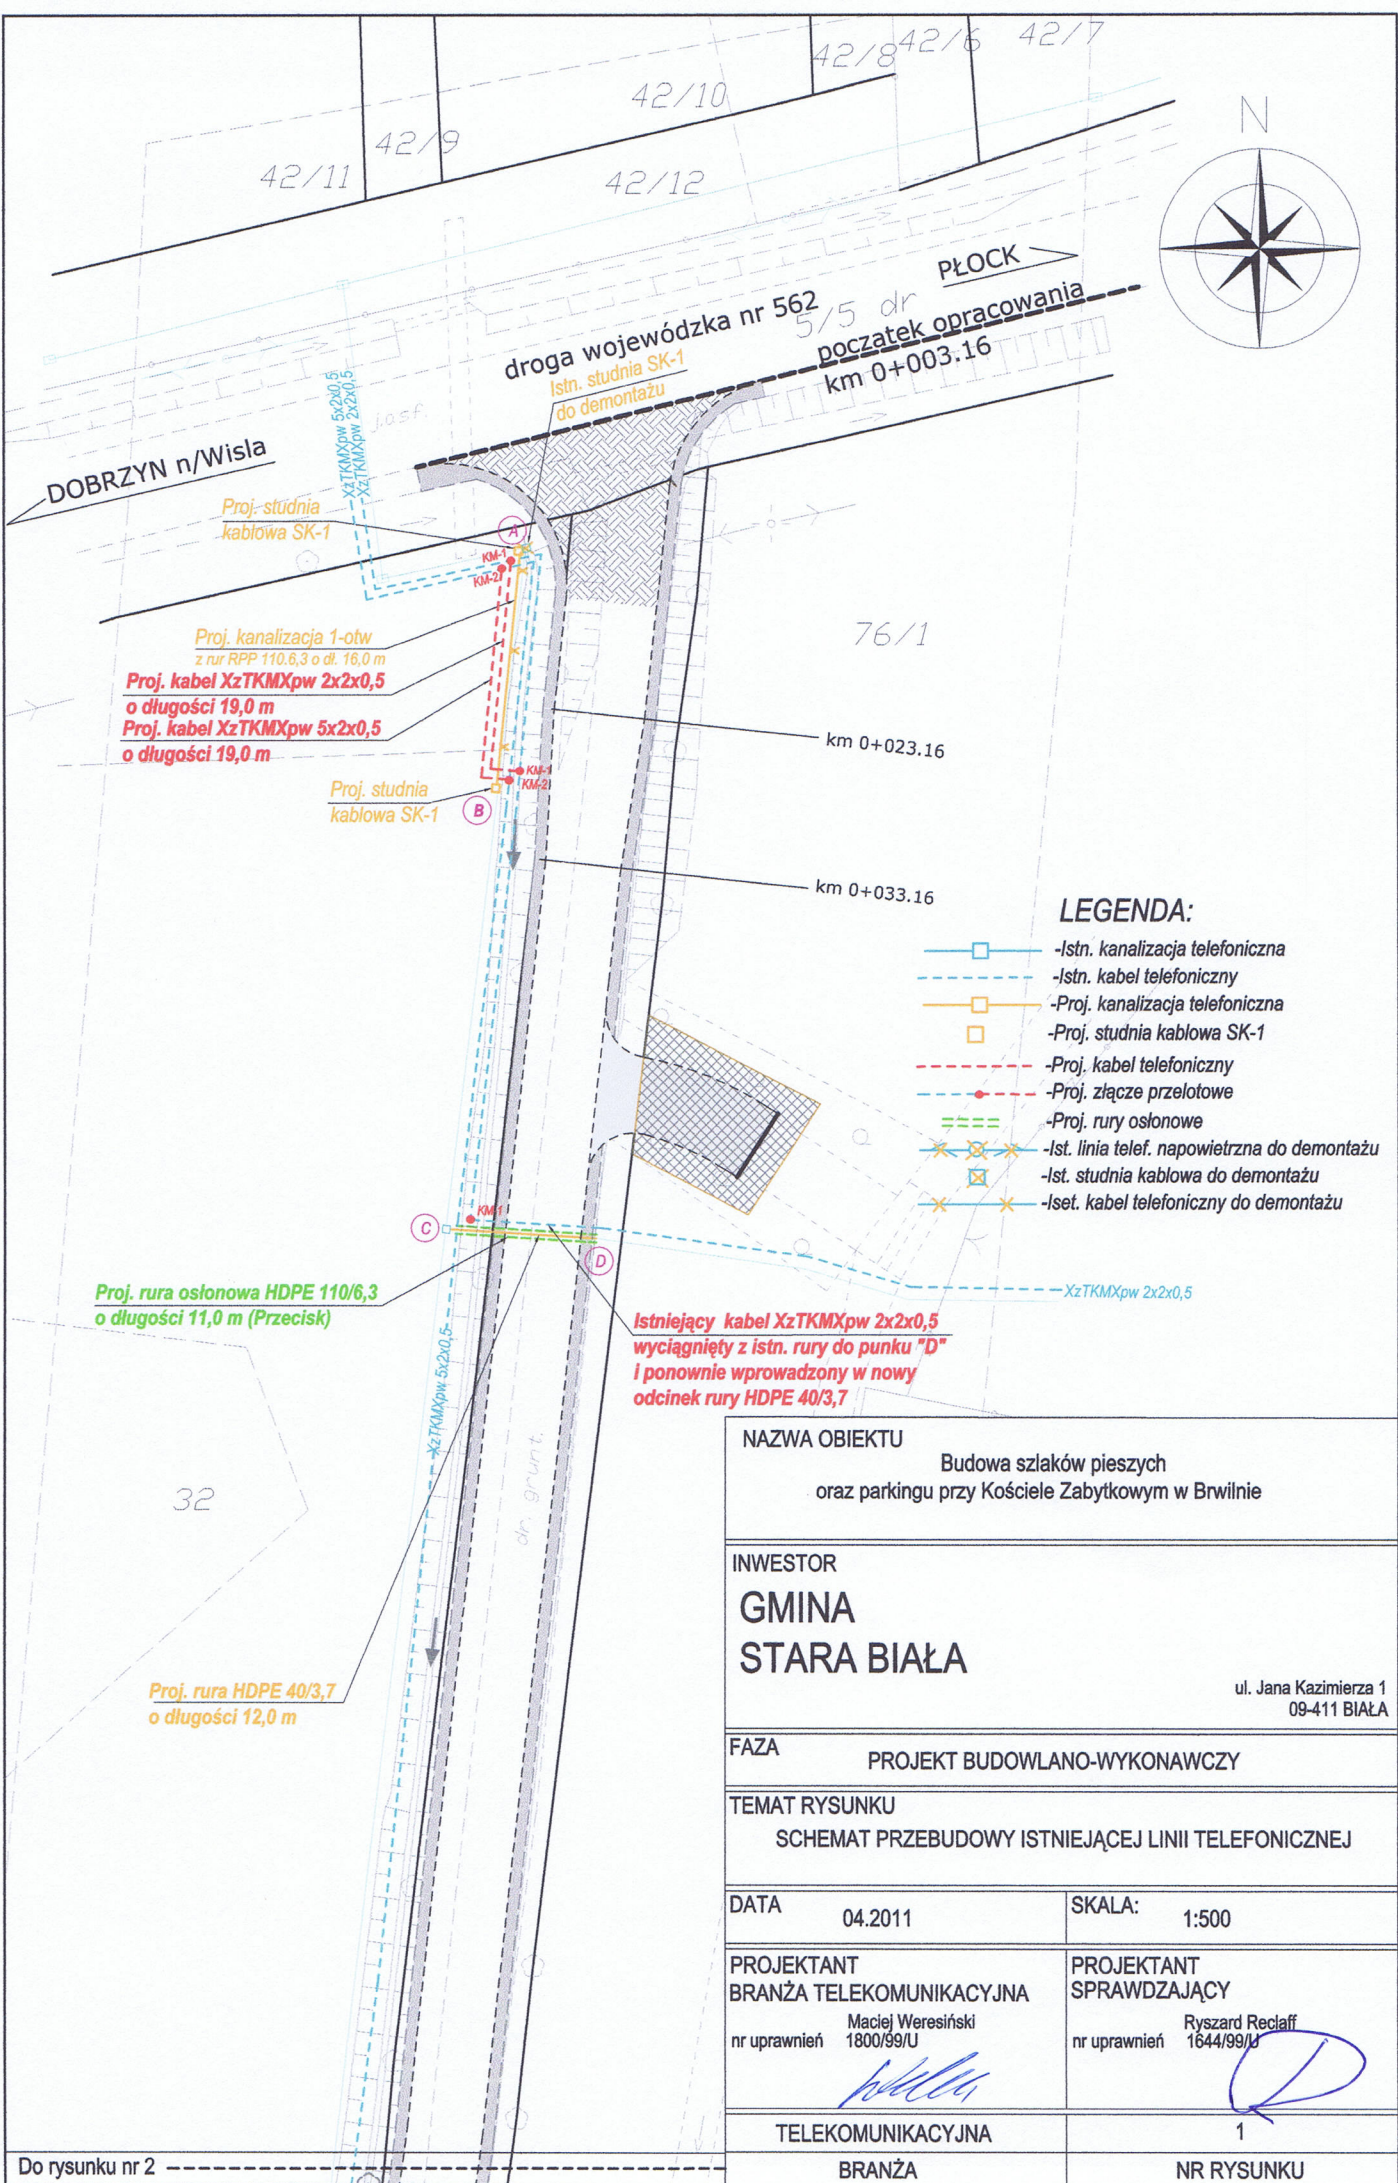 42/8
42/6
42/7
42/10
42/9
42/11
42/12
N
PŁOCK
droga wojewódzka nr 562
5/5 dr
początek opracowania
km 0+003.16
Istn. studnia SK-1
do demontażu
XzTKMXpw 5x2x0,5
XzTKMXpw 2x2x0,5
j.asf.
DOBRZYN n/Wisla
Proj. studnia
kablowa SK-1
A
KM-1
KM-2
76/1
Proj. kanalizacja 1-otw
z rur RPP 110.6,3 o dł. 16,0 m
Proj. kabel XzTKMXpw 2x2x0,5
o długości 19,0 m
Proj. kabel XzTKMXpw 5x2x0,5
o długości 19,0 m
km 0+023.16
KM-1
KM-2
Proj. studnia
kablowa SK-1
B
km 0+033.16
LEGENDA:
-Istn. kanalizacja telefoniczna
-Istn. kabel telefoniczny
-Proj. kanalizacja telefoniczna
-Proj. studnia kablowa SK-1
-Proj. kabel telefoniczny
-Proj. złącze przelotowe
-Proj. rury osłonowe
-Ist. linia telef. napowietrzna do demontażu
-Ist. studnia kablowa do demontażu
-Iset. kabel telefoniczny do demontażu
KM-1
C
D
XzTKMXpw 2x2x0,5
Proj. rura osłonowa HDPE 110/6,3
o długości 11,0 m (Przecisk)
Istniejący kabel XzTKMXpw 2x2x0,5
wyciągnięty z istn. rury do punku "D"
i ponownie wprowadzony w nowy
odcinek rury HDPE 40/3,7
XzTKMXpw 5x2x0,5
dr. grunt.
32
Proj. rura HDPE 40/3,7
o długości 12,0 m
NAZWA OBIEKTU
Budowa szlaków pieszych
oraz parkingu przy Kościele Zabytkowym w Brwilnie
INWESTOR
GMINA
STARA BIAŁA
ul. Jana Kazimierza 1
09-411 BIAŁA
FAZA
PROJEKT BUDOWLANO-WYKONAWCZY
TEMAT RYSUNKU
SCHEMAT PRZEBUDOWY ISTNIEJĄCEJ LINII TELEFONICZNEJ
DATA 04.2011
SKALA: 1:500
PROJEKTANT
BRANŻA TELEKOMUNIKACYJNA
Maciej Weresiński
nr uprawnień 1800/99/U
PROJEKTANT
SPRAWDZAJĄCY
Ryszard Reclaff
nr uprawnień 1644/99/U
TELEKOMUNIKACYJNA
1
BRANŻA
NR RYSUNKU
Do rysunku nr 2